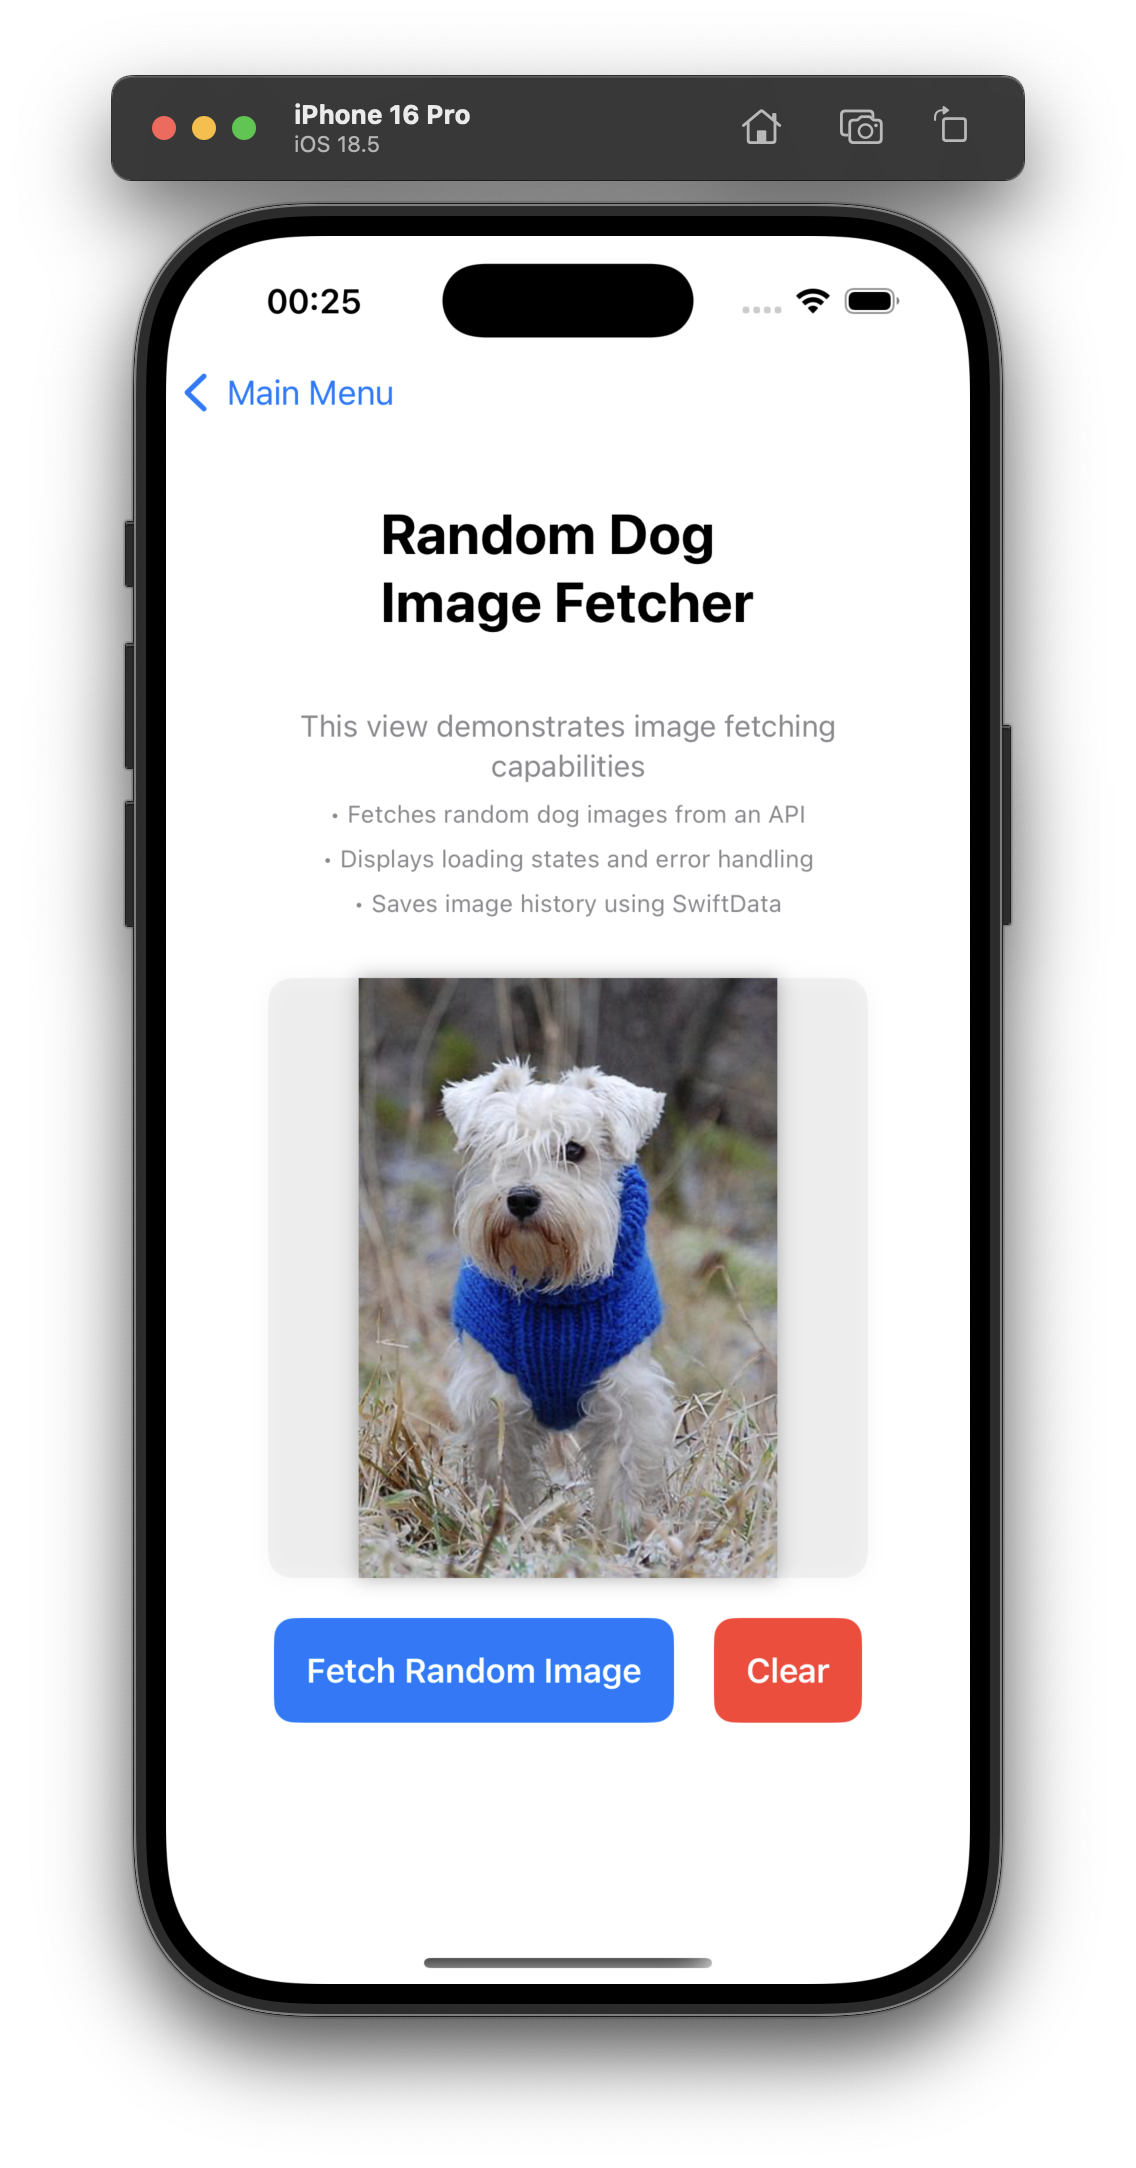 iPhone 16 Pro
iOS 18.5
00:25
Main Menu
Random Dog
Image Fetcher
This view demonstrates image fetching
capabilities
• Fetches random dog images from an API
• Displays loading states and error handling
• Saves image history using SwiftData
Fetch Random Image
Clear